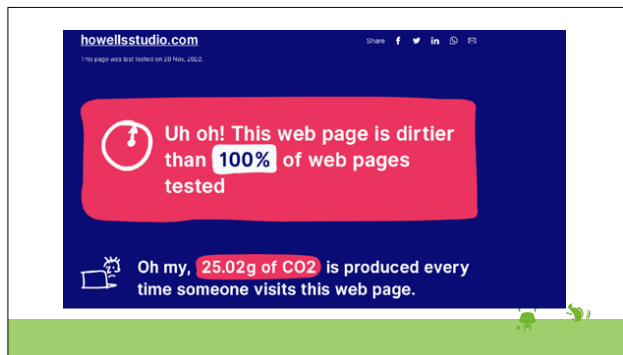 howellsstudio.com
Share
This page was last tested on 20 Nov, 2022.
Uh oh! This web page is dirtier
than 100% of web pages
tested
Oh my, 25.02g of CO2 is produced every
time someone visits this web page.